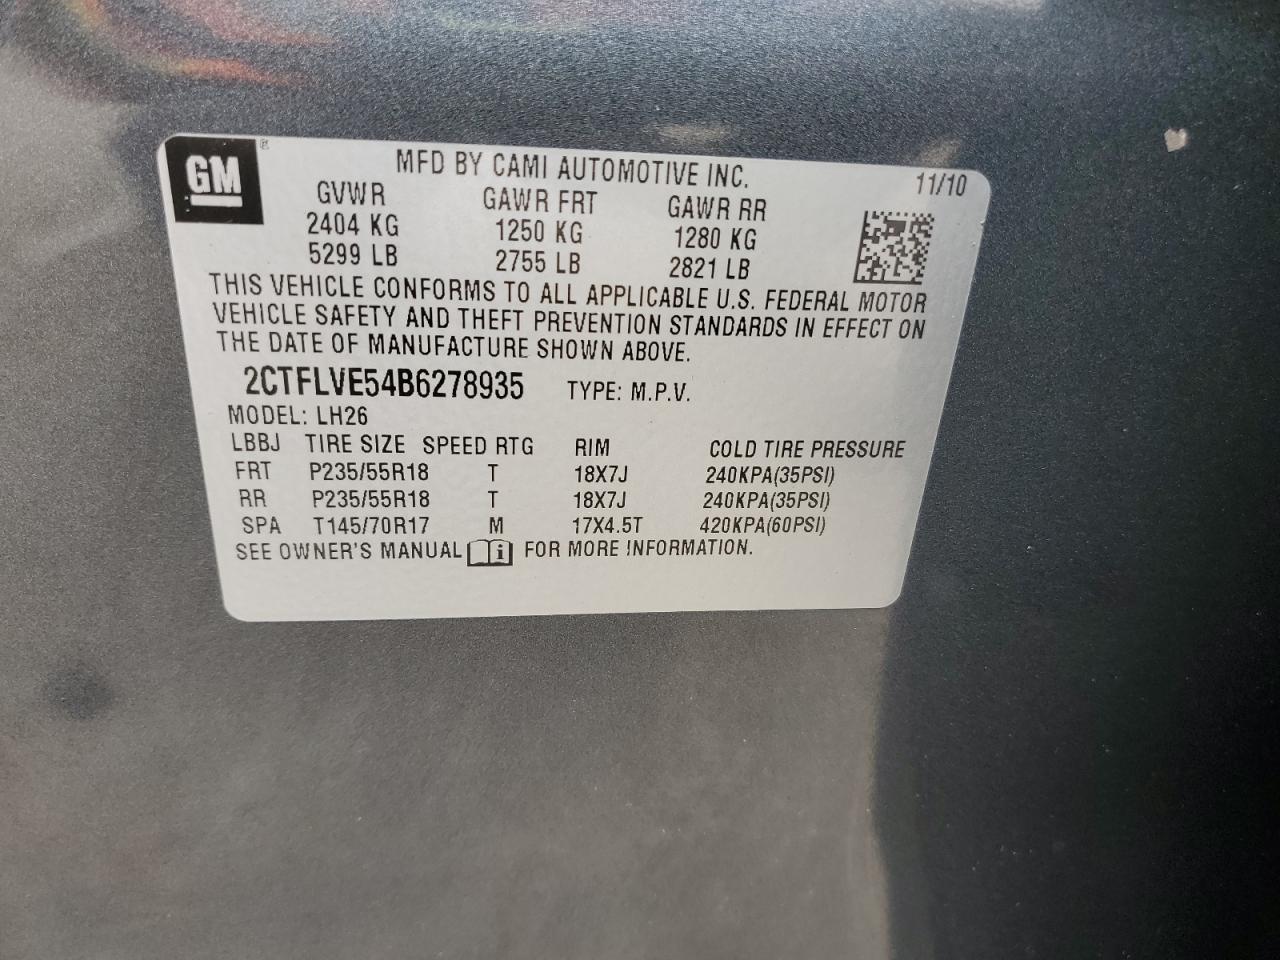 GM ®
MFD BY CAMI AUTOMOTIVE INC.
11/10
GVWR GAWR FRT GAWR RR
2404 KG 1250 KG 1280 KG
5299 LB 2755 LB 2821 LB
THIS VEHICLE CONFORMS TO ALL APPLICABLE U.S. FEDERAL MOTOR
VEHICLE SAFETY AND THEFT PREVENTION STANDARDS IN EFFECT ON
THE DATE OF MANUFACTURE SHOWN ABOVE.
2CTFLVE54B6278935 TYPE: M.P.V.
MODEL: LH26
LBBJ TIRE SIZE SPEED RTG RIM COLD TIRE PRESSURE
FRT P235/55R18 T 18X7J 240KPA(35PSI)
RR P235/55R18 T 18X7J 240KPA(35PSI)
SPA T145/70R17 M 17X4.5T 420KPA(60PSI)
SEE OWNER'S MANUAL i FOR MORE INFORMATION.